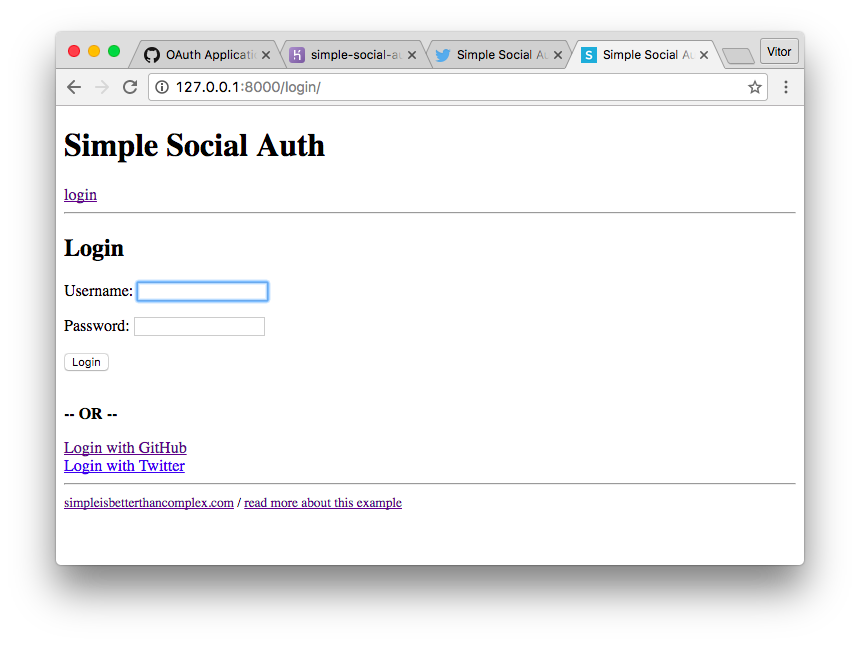 OAuth Applicati simple-social-a Simple Social Au Simple Social Au Vitor
127.0.0.1:8000/login/
Simple Social Auth
login
Login
Username:
Password:
Login
-- OR --
Login with GitHub
Login with Twitter
simpleisbetterthancomplex.com / read more about this example